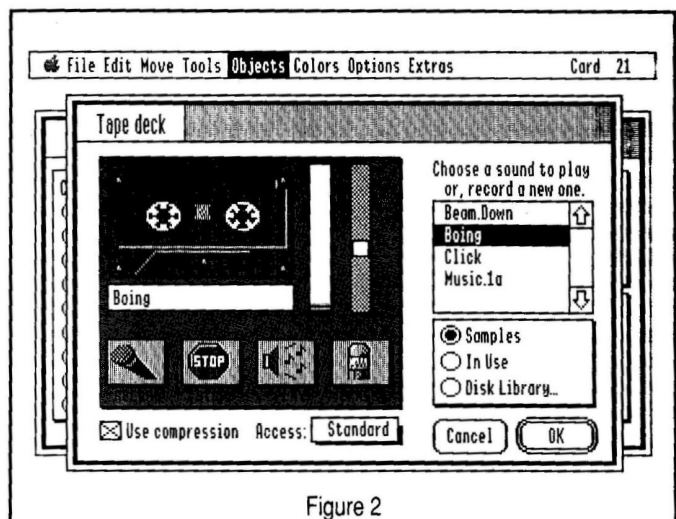 File Edit Move Tools Objects Colors Options Extras Card 21
Tape deck
Choose a sound to play
or, record a new one.
Beam.Down
Boing
Click
Music.1a
Boing
STOP
Samples
In Use
Disk Library...
Use compression Access: Standard
Cancel OK
Figure 2